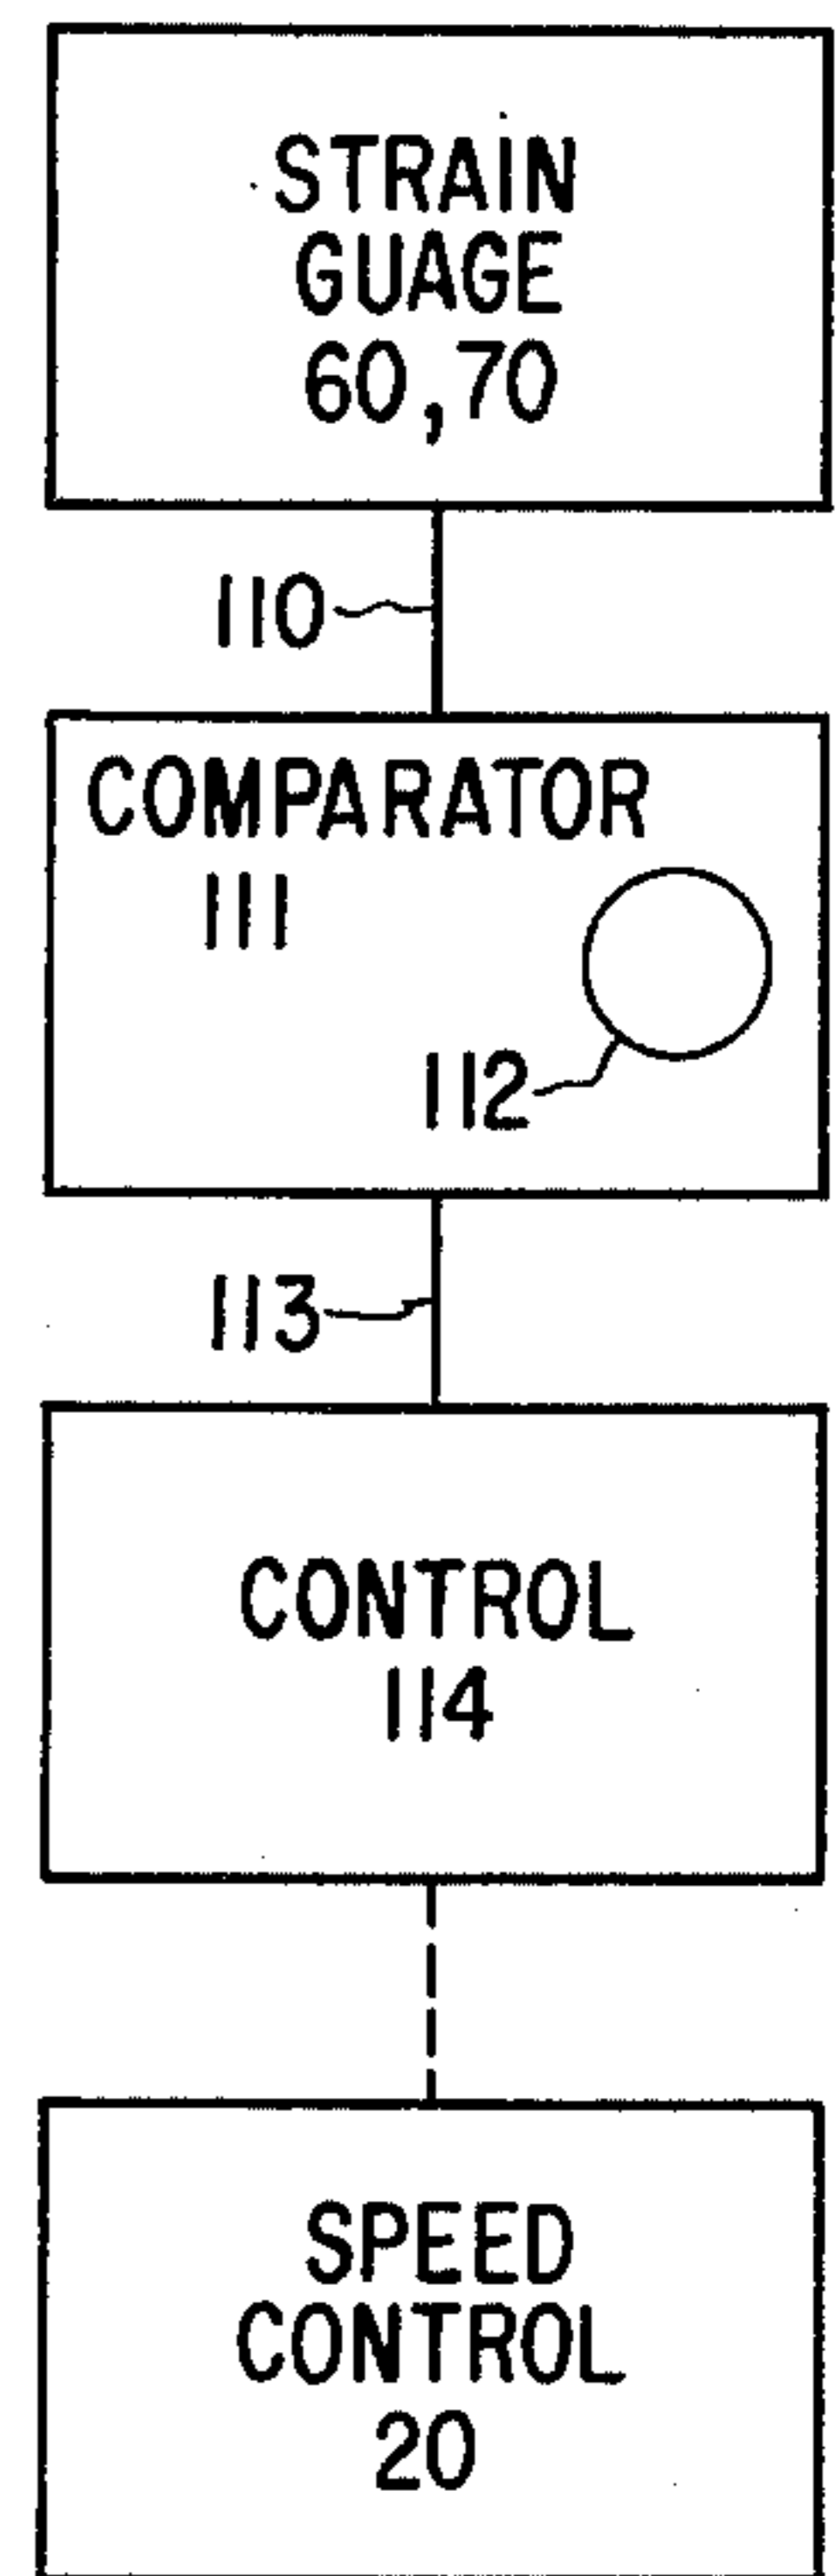 STRAIN
GUAGE
60,70
110
COMPARATOR
111
112
113
CONTROL
114
SPEED
CONTROL
20